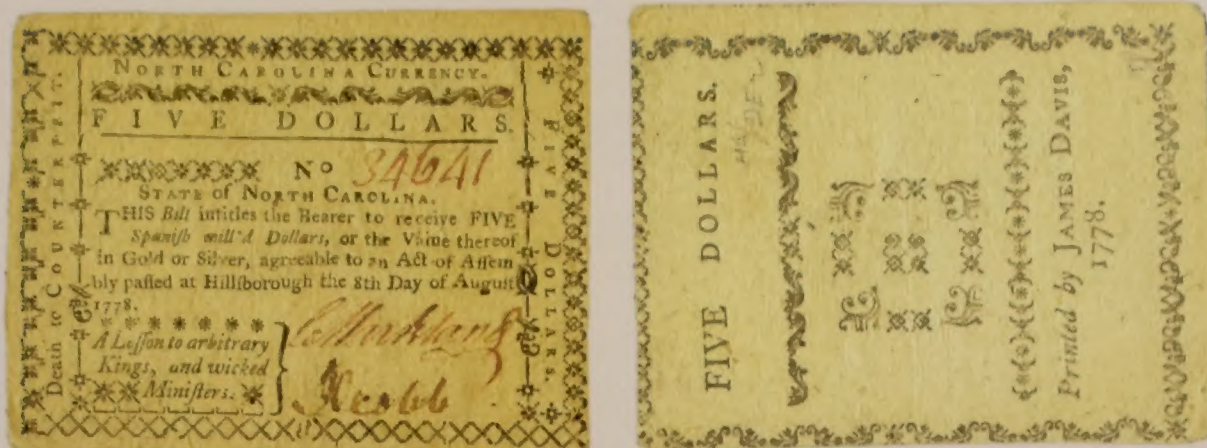 NORTH CAROLINA CURRENCY.
FIVE DOLLARS.
No 34641
STATE of NORTH CAROLINA.
THIS Bill intitles the Bearer to receive FIVE
Spaniſh mill'd Dollars, or the Value thereof
in Gold or Silver, agreeable to an Act of Aſſem
bly paſſed at Hillſborough the 8th Day of Auguſt
1778.
A Leſſon to arbitrary
Kings, and wicked
Miniſters.
Death to COUNTERFEIT.
FIVE DOLLARS.
FIVE DOLLARS.
Printed by JAMES DAVIS,
1778.